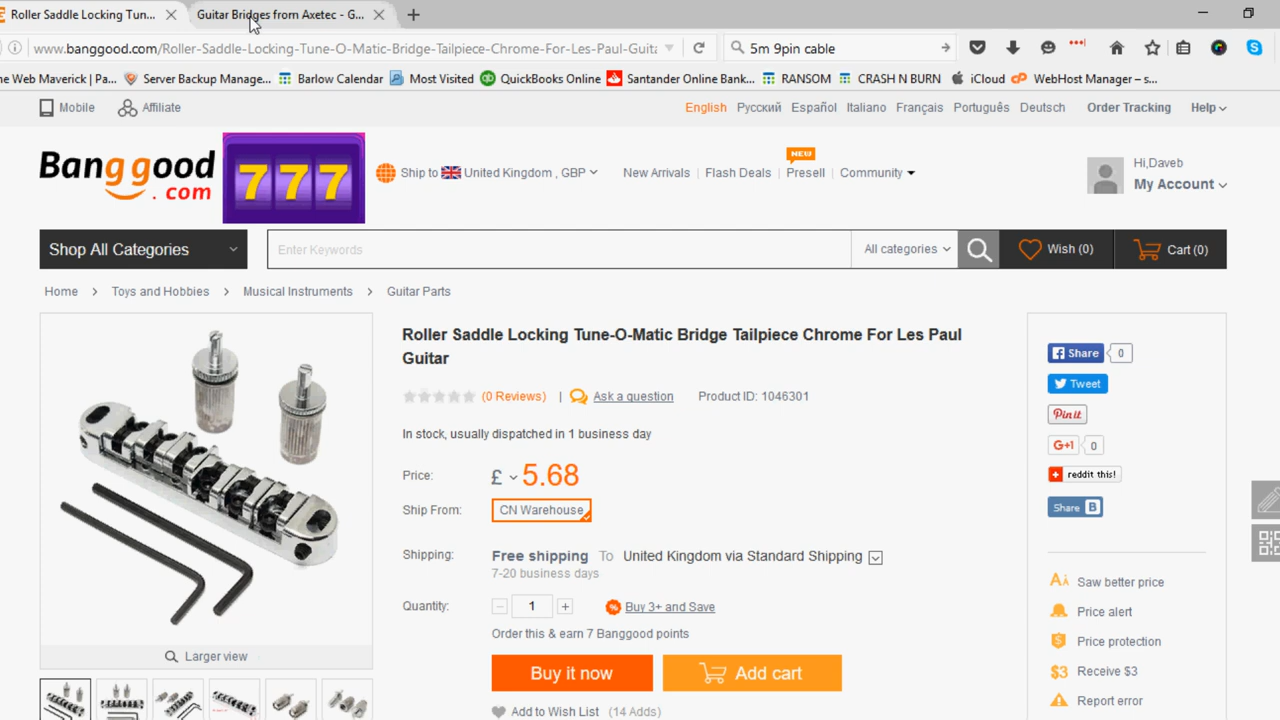 Roller Saddle Locking Tun...
Guitar Bridges from Axetec - G...
www.banggood.com/Roller-Saddle-Locking-Tune-O-Matic-Bridge-Tailpiece-Chrome-For-Les-Paul-Guita
5m 9pin cable
he Web Maverick | Pa...
Server Backup Manage...
Barlow Calendar
Most Visited
QuickBooks Online
Santander Online Bank...
RANSOM
CRASH N BURN
iCloud
WebHost Manager – s...
Mobile
Affiliate
English
Русский
Español
Italiano
Français
Português
Deutsch
Order Tracking
Help
Banggood
.com
777
Ship to United Kingdom , GBP
New Arrivals
Flash Deals
NEW
Presell
Community
Hi,Daveb
My Account
Shop All Categories
Enter Keywords
All categories
Wish (0)
Cart (0)
Home > Toys and Hobbies > Musical Instruments > Guitar Parts
Roller Saddle Locking Tune-O-Matic Bridge Tailpiece Chrome For Les Paul
Guitar
(0 Reviews) | Ask a question Product ID: 1046301
In stock, usually dispatched in 1 business day
Price: £ 5.68
Ship From: CN Warehouse
Shipping: Free shipping To United Kingdom via Standard Shipping
7-20 business days
Quantity: − 1 + Buy 3+ and Save
Order this & earn 7 Banggood points
Buy it now
Add cart
Add to Wish List (14 Adds)
Larger view
Share 0
Tweet
Pin it
G+1 0
reddit this!
Share B
Saw better price
Price alert
Price protection
$3 Receive $3
Report error